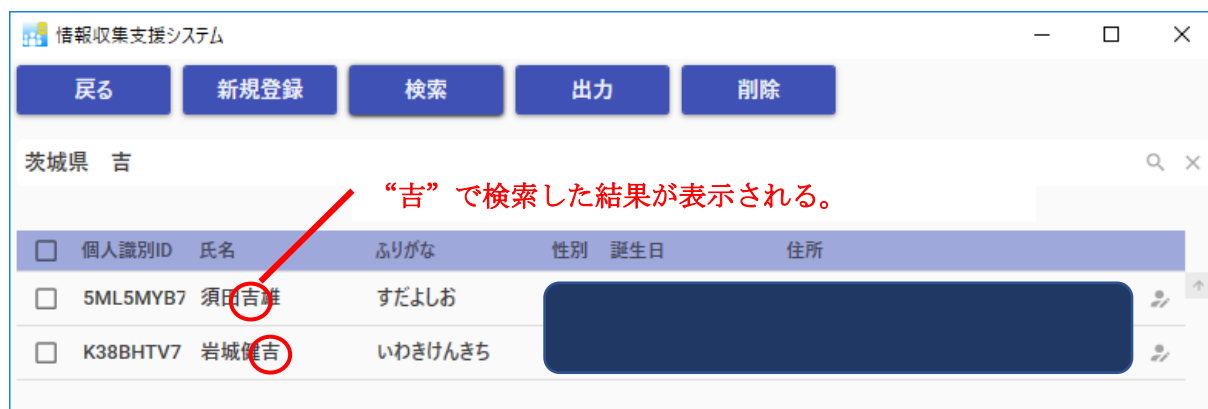 情報収集支援システム
戻る 新規登録 検索 出力 削除
茨城県　吉
“吉”で検索した結果が表示される。
個人識別ID 氏名 ふりがな 性別 誕生日 住所
5ML5MYB7 須田吉雄 すだよしお
K38BHTV7 岩城健吉 いわきけんきち